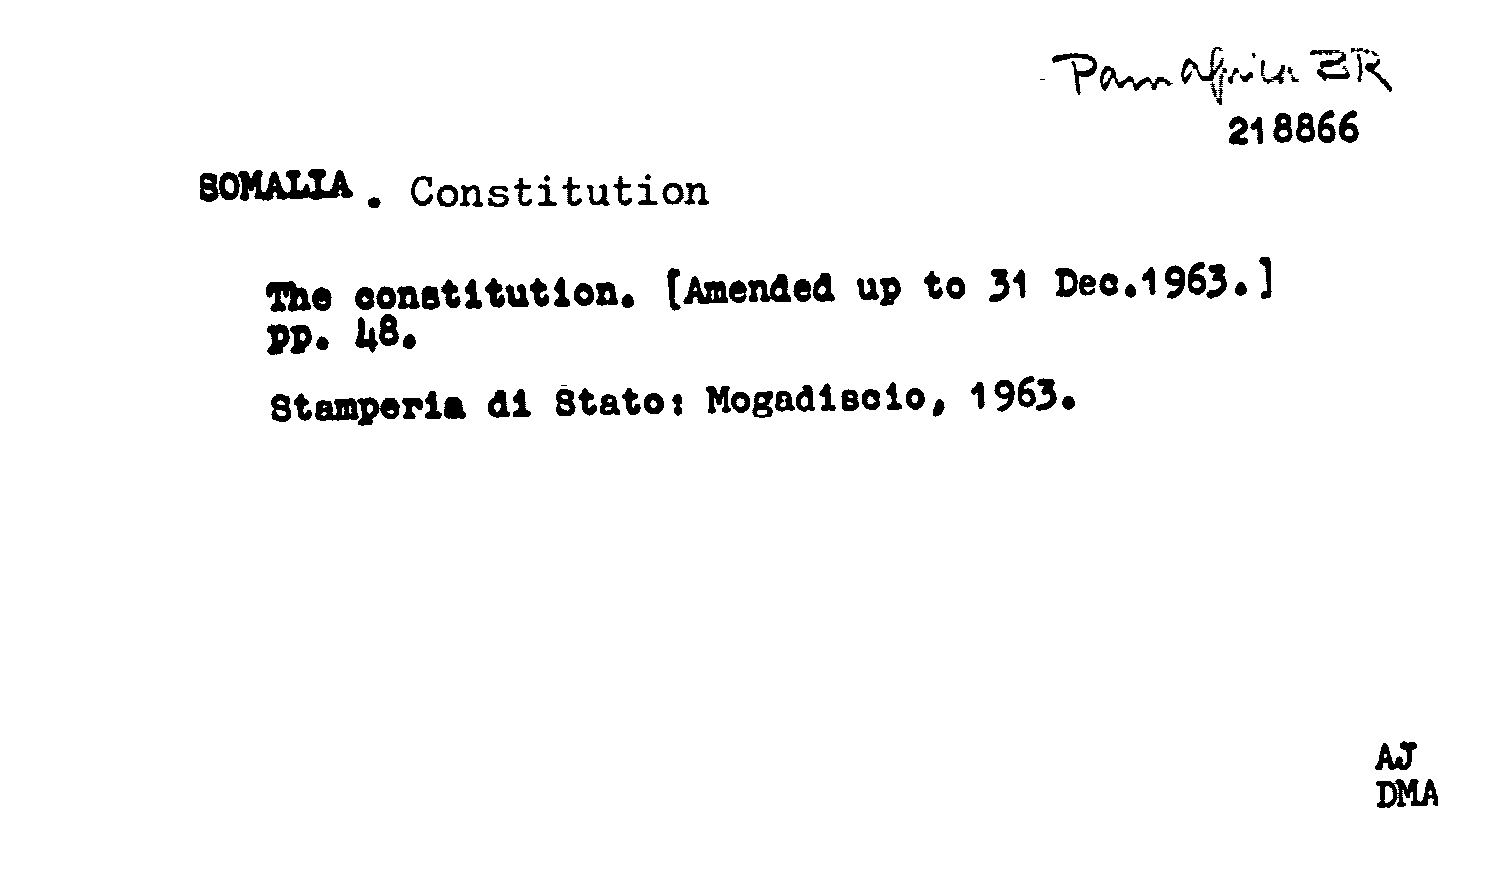 Pam Africa BR
218866
SOMALIA. Constitution
The constitution. [Amended up to 31 Dec.1963.]
pp. 48.
Stamperia di Stato: Mogadiscio, 1963.
AJ
DMA